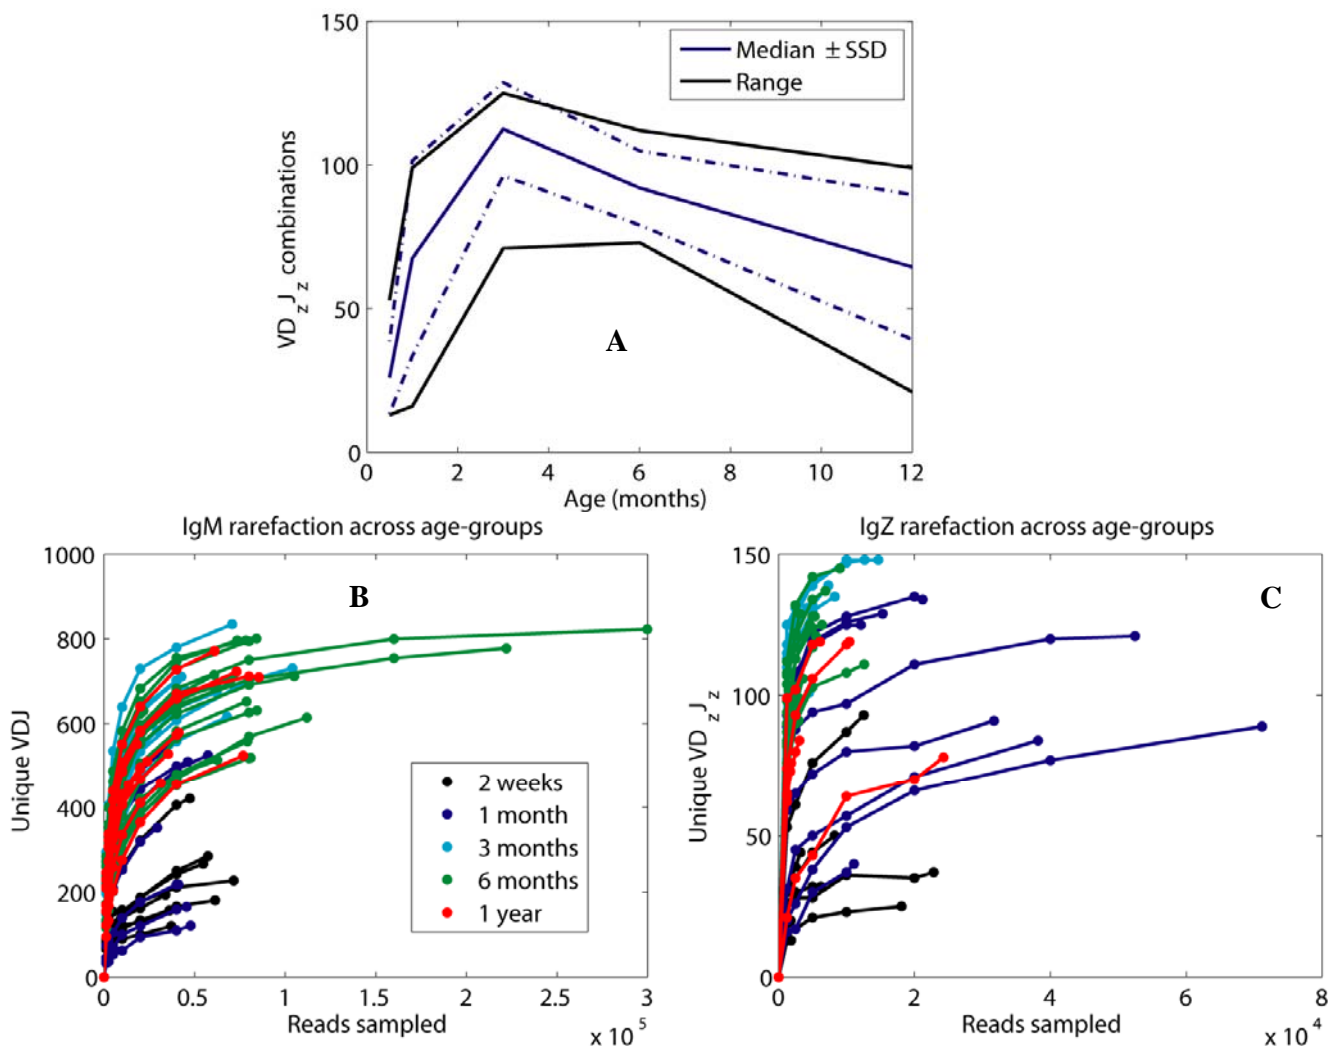 150
Median ± SSD
Range
100
VD z J z combinations
50
A
0
0 2 4 6 8 10 12
Age (months)
IgM rarefaction across age-groups
1000
B
800
Unique VDJ
600
400
200
0
2 weeks
1 month
3 months
6 months
1 year
0 0.5 1 1.5 2 2.5 3
Reads sampled
x 10 5
IgZ rarefaction across age-groups
150
C
100
Unique VD z J z
50
0
0 2 4 6 8
Reads sampled
x 10 4